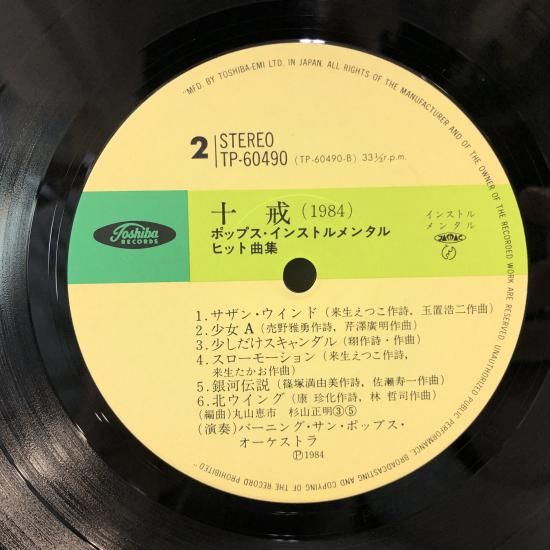 "MFD. BY TOSHIBA-EMI LTD. IN JAPAN. ALL RIGHTS OF THE MANUFACTURER AND OF THE OWNER OF THE RECORDED WORK ARE RESERVED. UNAUTHORIZED PUBLIC PERFORMANCE, BROADCASTING AND COPYING OF THE RECORD PROHIBITED"
2 STEREO
TP-60490 (TP-60490-B) 33⅓r.p.m.
十 戒 (1984)
ポップス・インストルメンタル
ヒット曲集
インストル
メンタル
JASRAC
Toshiba
RECORDS
1.サザン・ウインド(来生えつこ作詩、玉置浩二作曲)
2.少女A(売野雅勇作詩、芹澤廣明作曲)
3.少しだけスキャンダル(翔作詩・作曲)
4.スローモーション(来生えつこ作詩、
来生たかお作曲)
5.銀河伝説(篠塚満由美作詩、佐瀬寿一作曲)
6.北ウイング(康 珍化作詩、林 哲司作曲)
(編曲)丸山恵市 杉山正明③⑤
(演奏)バーニング・サン・ポップス・
オーケストラ
Ⓟ1984